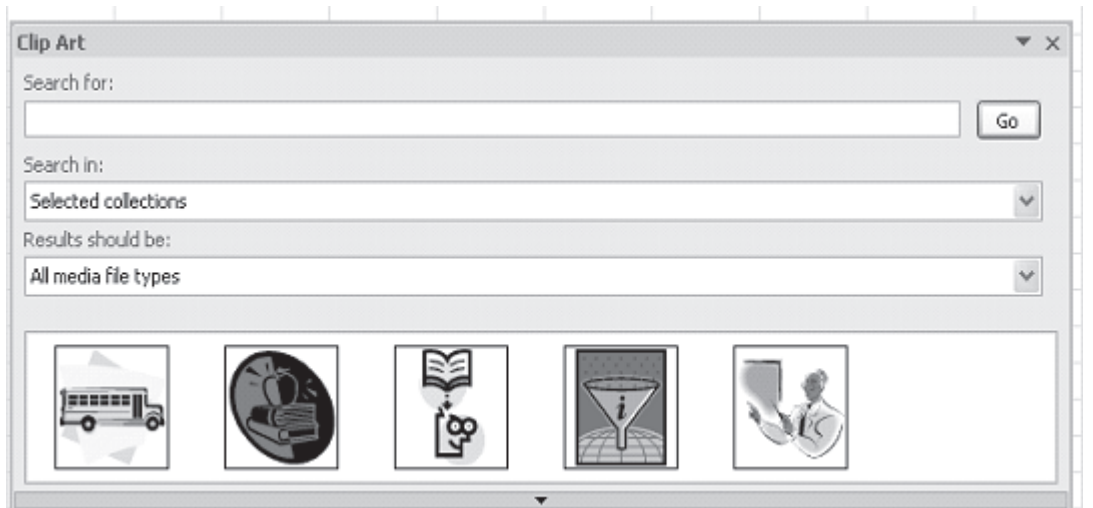 Clip Art
Search for:
Go
Search in:
Selected collections
Results should be:
All media file types
i